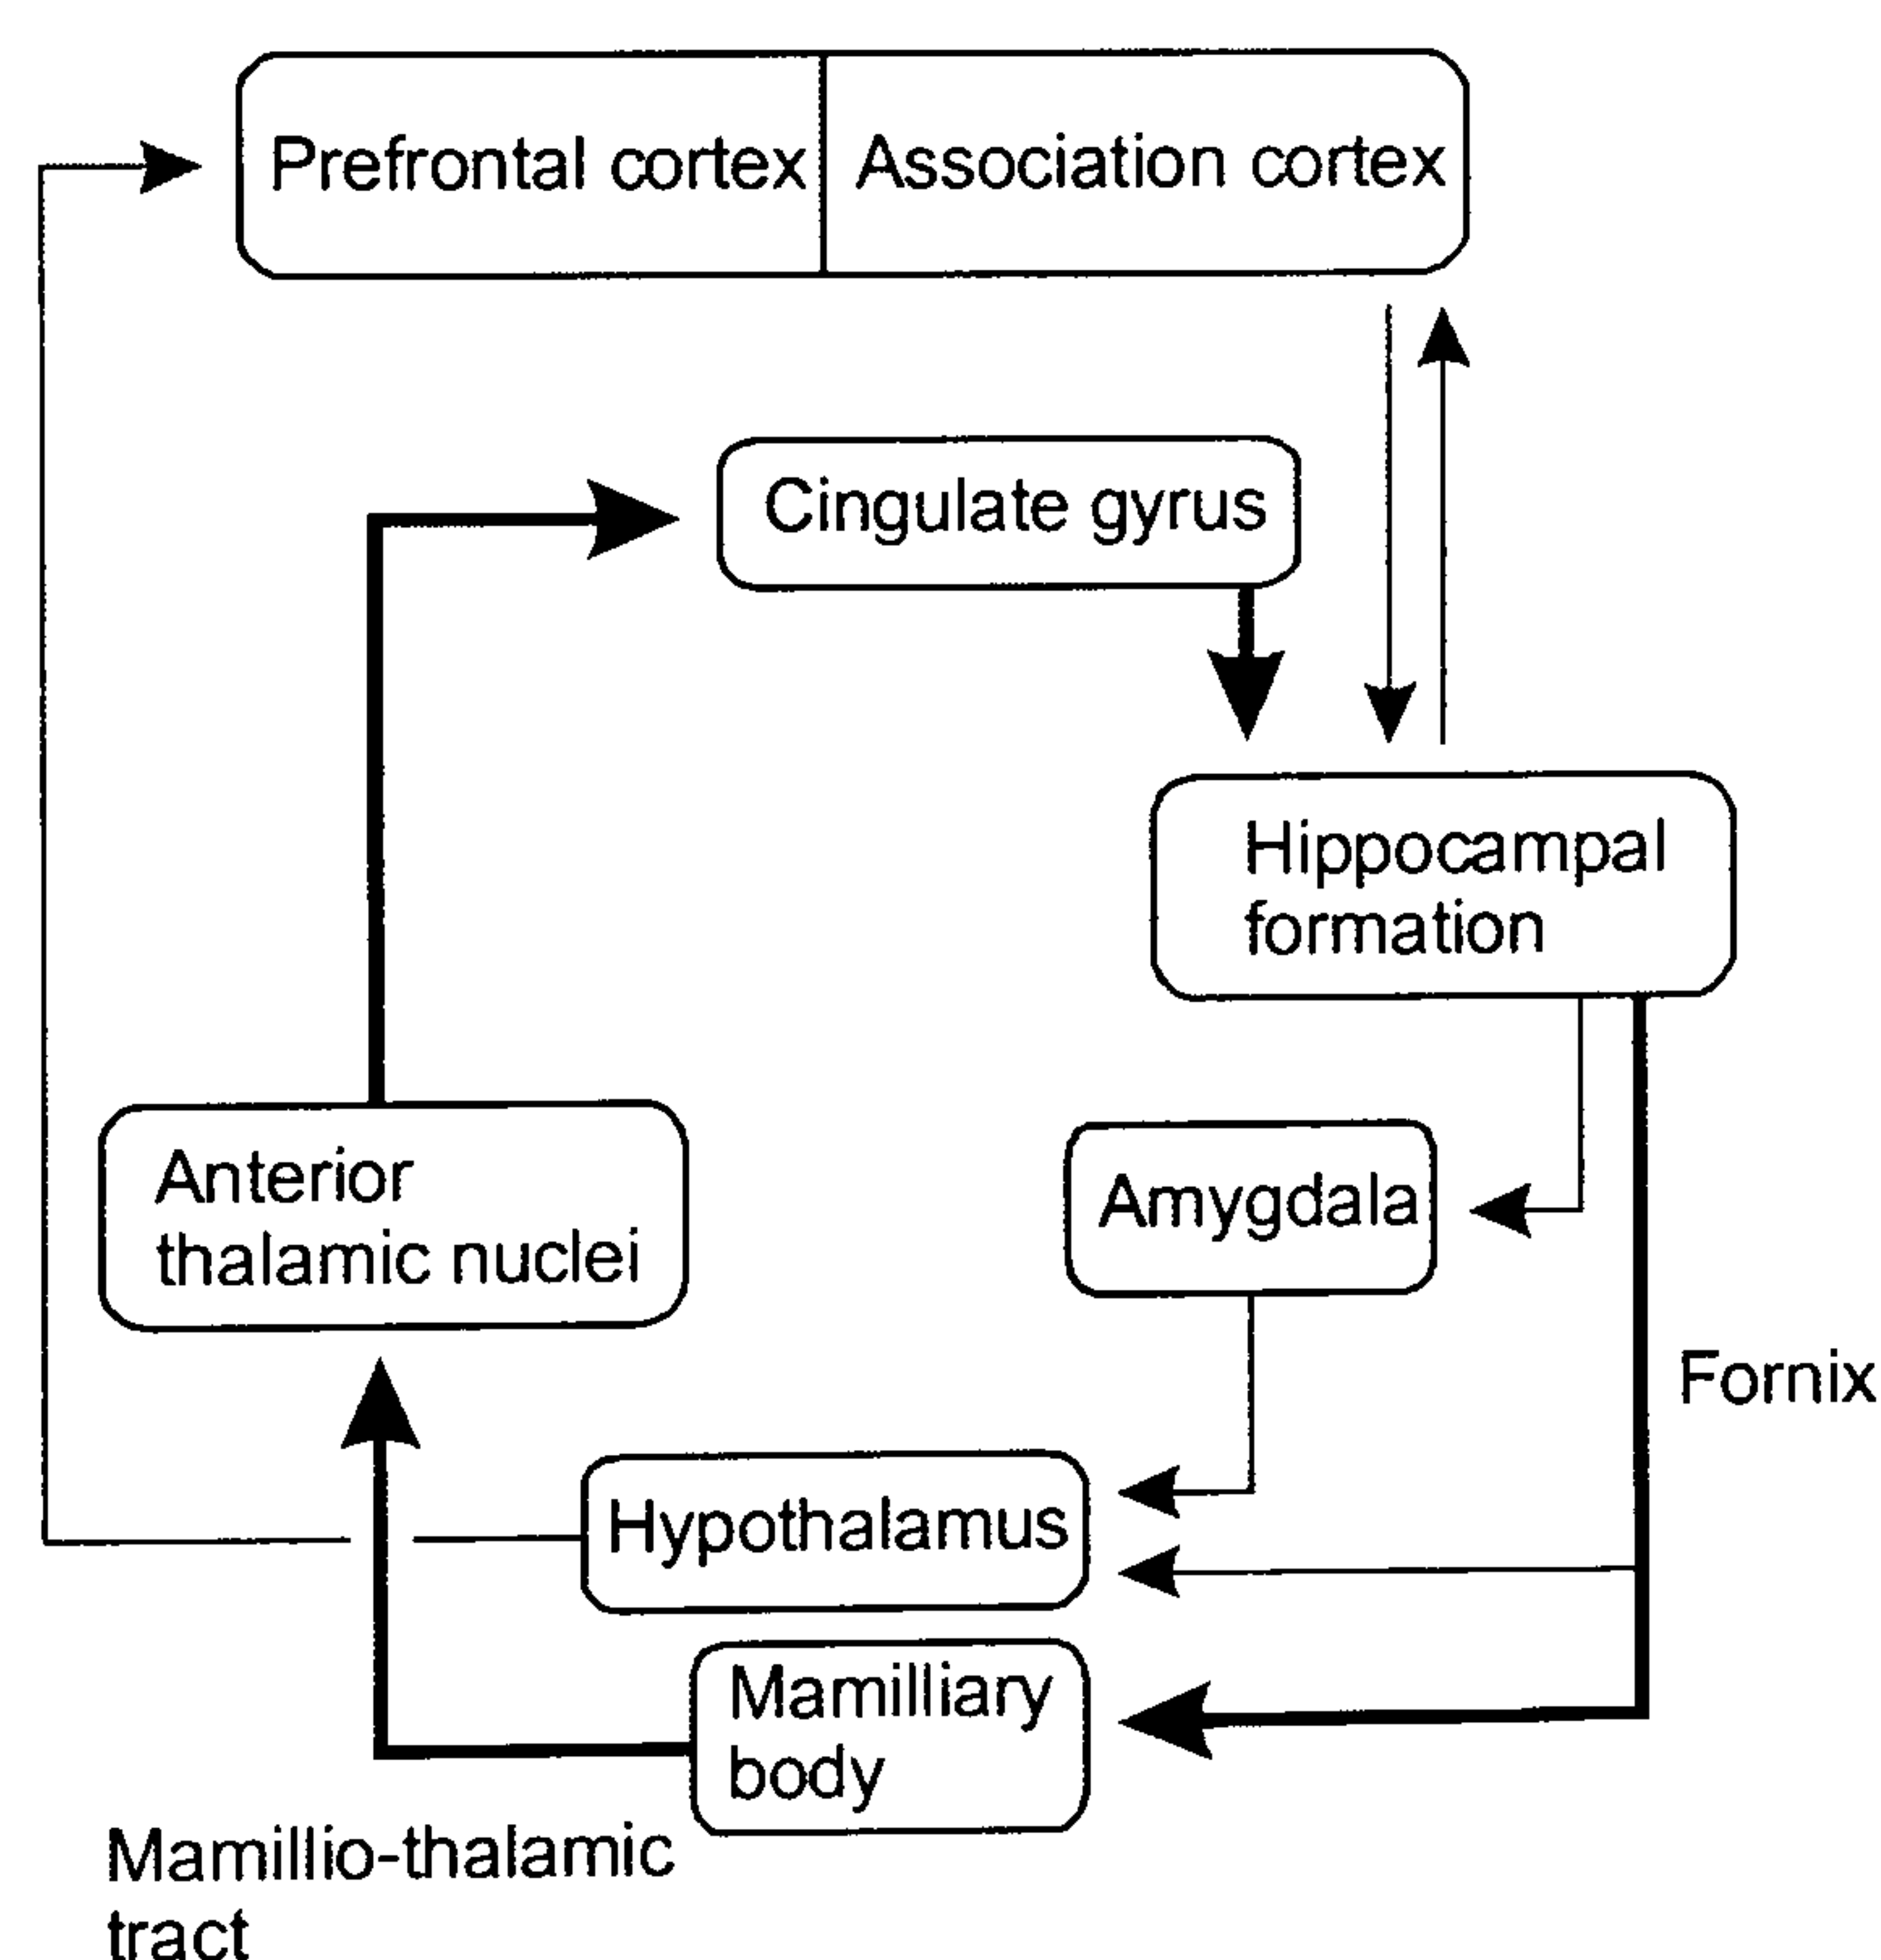 Prefrontal cortex
Association cortex
Cingulate gyrus
Hippocampal
formation
Anterior
thalamic nuclei
Amygdala
Fornix
Hypothalamus
Mamilliary
body
Mamillio-thalamic
tract